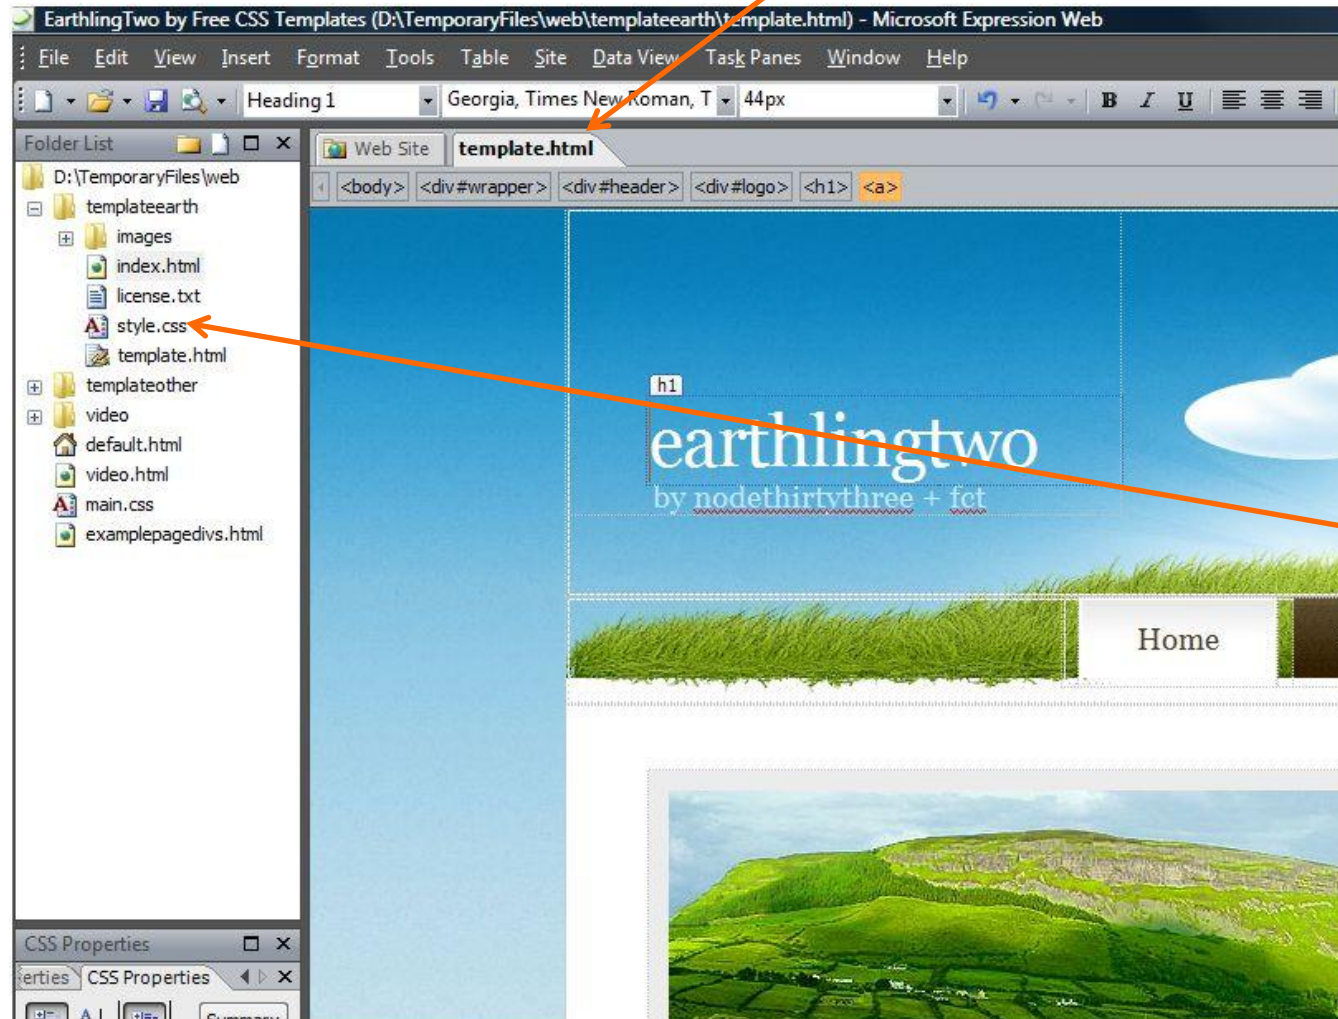 EarthlingTwo by Free CSS Templates (D:\TemporaryFiles\web\templateearth\template.html) - Microsoft Expression Web
File Edit View Insert Format Tools Table Site Data View Task Panes Window Help
Heading 1 Georgia, Times New Roman, T 44px B I U
Folder List
Web Site template.html
D:\TemporaryFiles\web
<body> <div#wrapper> <div#header> <div#logo> <h1> <a>
templateearth
images
index.html
license.txt
style.css
template.html
templateother
video
default.html
video.html
main.css
examplepagedivs.html
h1
earthlingtwo
by nodethirtythree + fct
Home
CSS Properties
erties CSS Properties
Summary